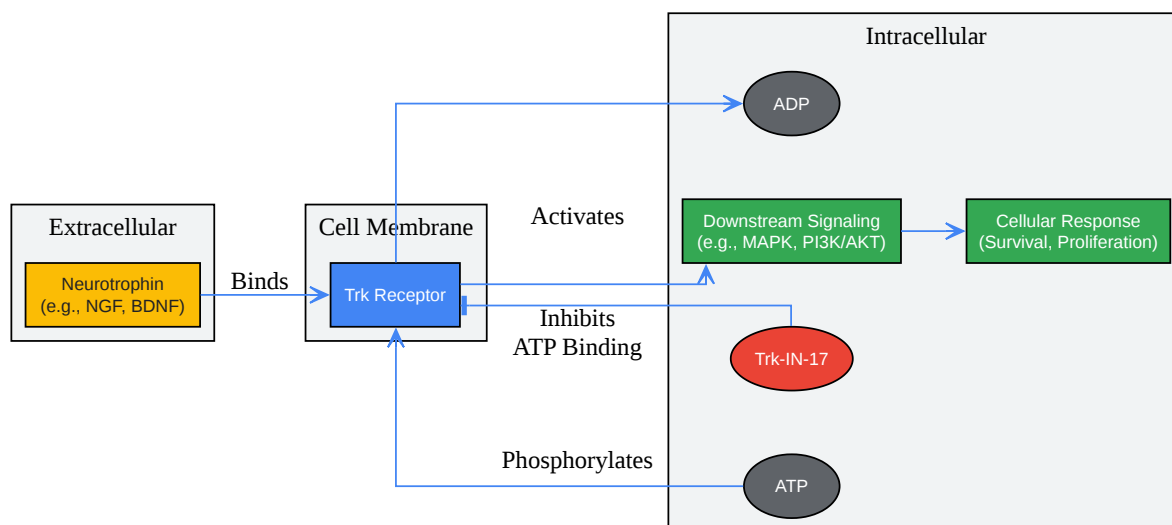 Intracellular
ADP
Extracellular
Cell Membrane
Activates
Downstream Signaling
(e.g., MAPK, PI3K/AKT)
Cellular Response
(Survival, Proliferation)
Neurotrophin
(e.g., NGF, BDNF)
Binds
Trk Receptor
Inhibits
ATP Binding
Trk-IN-17
Phosphorylates
ATP